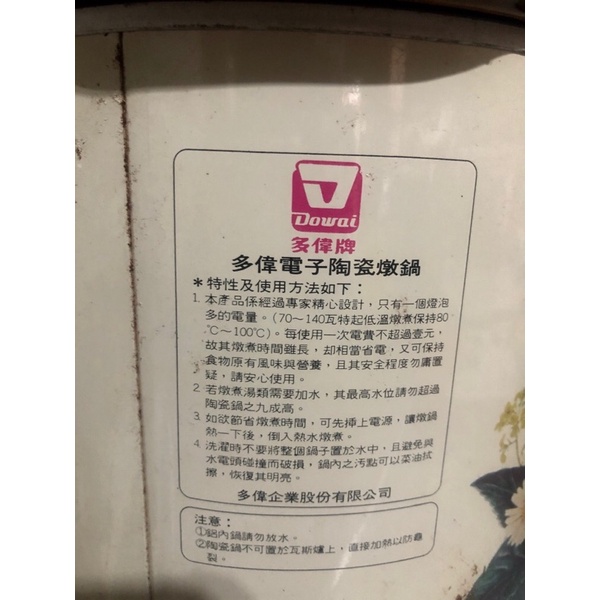 Dowai
多偉牌
多偉電子陶瓷燉鍋
*特性及使用方法如下：
1. 本產品係經過專家精心設計，只有一個燈泡
多的電量。(70～140瓦特起低溫燉煮保持80
℃～100℃)。每使用一次電費不超過壹元，
故其燉煮時間雖長，却相當省電，又可保持
食物原有風味與營養，且其安全程度勿庸置
疑，請安心使用。
2. 若燉煮湯類需要加水，其最高水位請勿超過
陶瓷鍋之九成高。
3. 如欲節省燉煮時間，可先挿上電源，讓燉鍋
熱一下後，倒入熱水燉煮。
4. 洗濯時不要將整個鍋子置於水中，且避免與
水電頭碰撞而破損，鍋內之汚點可以菜油拭
擦，恢復其明亮。
多偉企業股份有限公司
注意：
①鋁內鍋請勿放水。
②陶瓷鍋不可置於瓦斯爐上，直接加熱以防龜
裂。